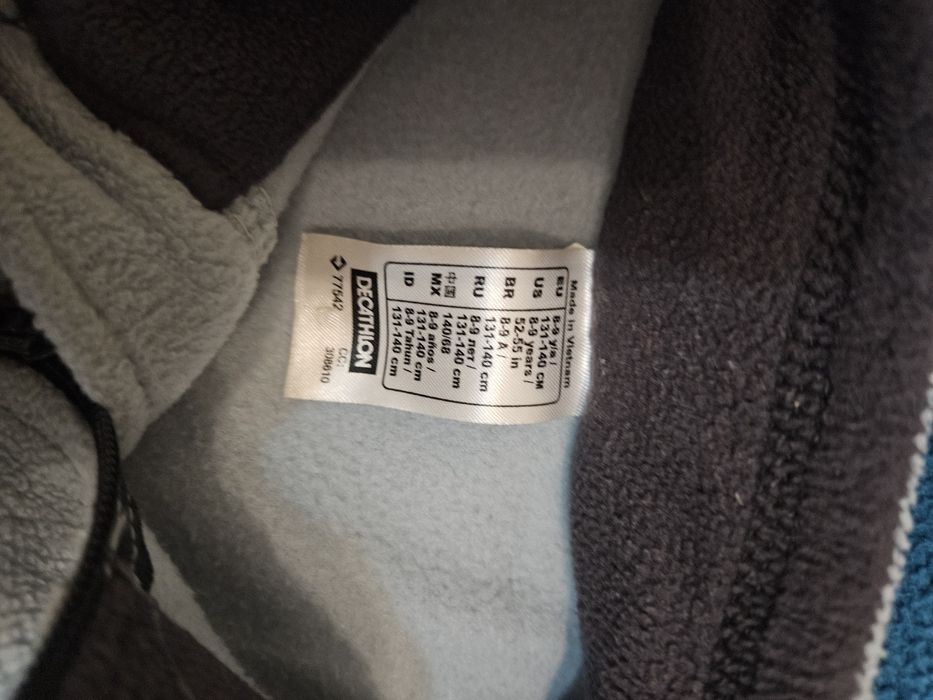 Made in Vietnam
EU 8-9 y/s /
131-140 CM
US 8-9 years /
52-55 in
BR 8-9 A /
131-140 cm
RU 8-9 лет /
131-140 cm
中国 140/68
MX 8-9 años /
131-140 cm
ID 8-9 Tahun /
131-140 cm
DECATHLON
77542 CC:
306610